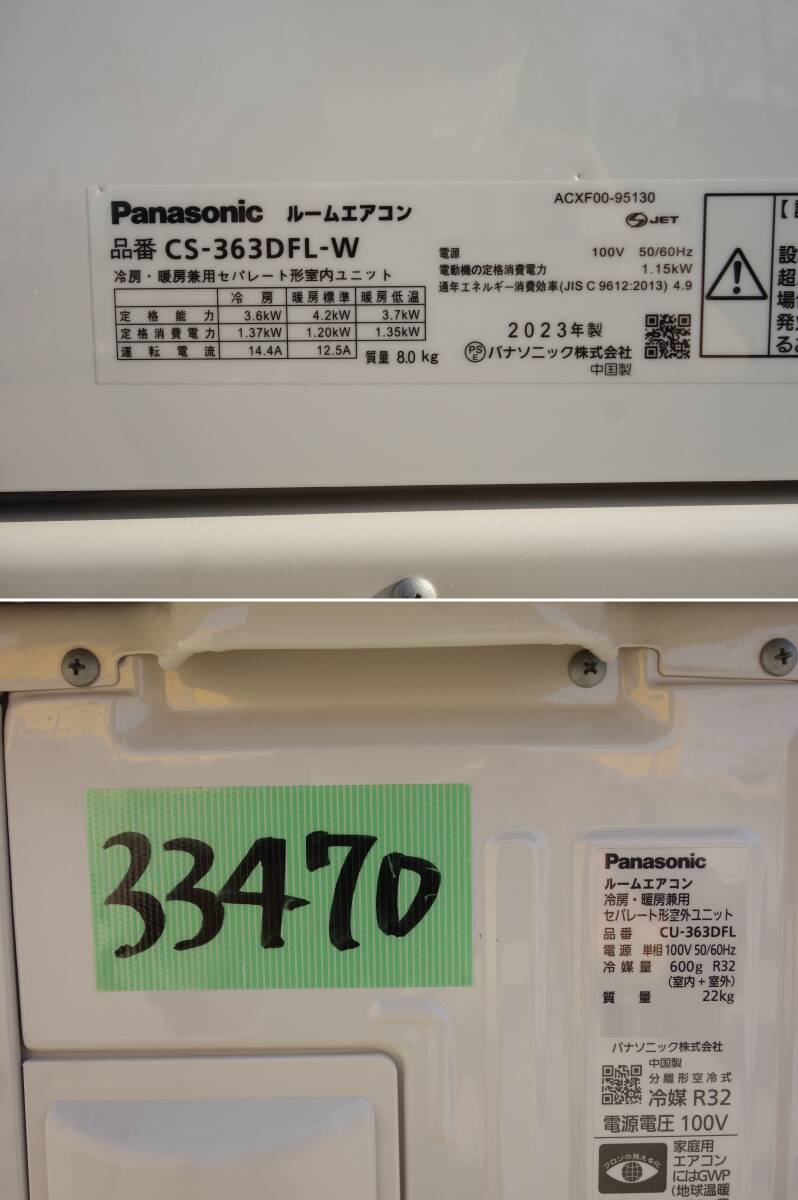 Panasonic ルームエアコン
品番 CS-363DFL-W
冷房・暖房兼用セパレート形室内ユニット
冷房 暖房標準 暖房低温
定格能力 3.6kW 4.2kW 3.7kW
定格消費電力 1.37kW 1.20kW 1.35kW
運転電流 14.4A 12.5A
質量 8.0 kg
ACXF00-95130
JET
電源 100V 50/60Hz
電動機の定格消費電力 1.15kW
通年エネルギー消費効率(JIS C 9612:2013) 4.9
2023年製
PSE パナソニック株式会社
中国製
設
超
場
発
る
33470
Panasonic
ルームエアコン
冷房・暖房兼用
セパレート形室外ユニット
品番 CU-363DFL
電源 単相100V 50/60Hz
冷媒量 600g R32
(室内+室外)
質量 22kg
パナソニック株式会社
中国製
分離形空冷式
冷媒 R32
電源電圧 100V
フロンの見える化
家庭用
エアコン
にはGWP
(地球温暖